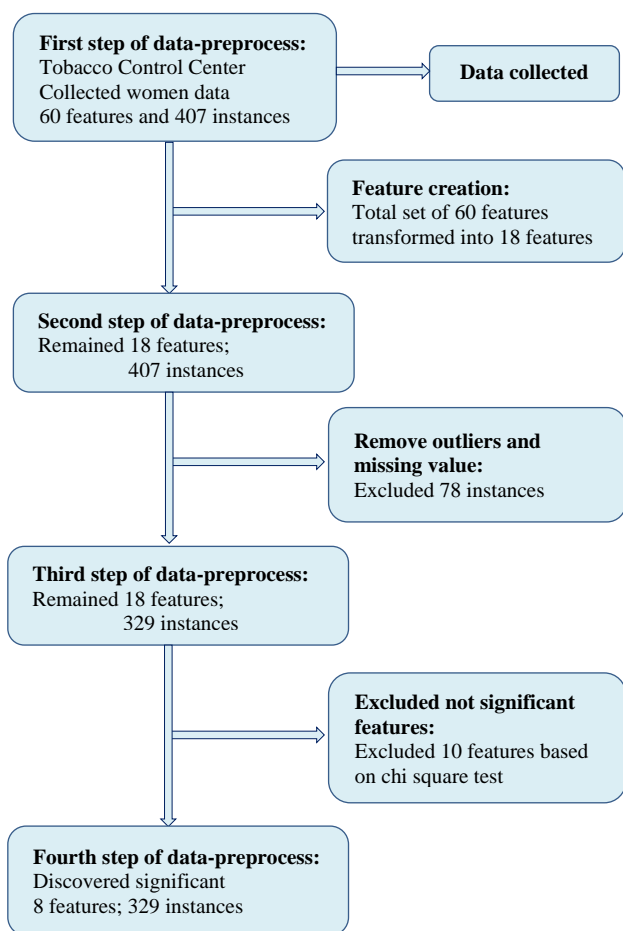 First step of data-preprocess:
Tobacco Control Center
Collected women data
60 features and 407 instances
Data collected
Feature creation:
Total set of 60 features
transformed into 18 features
Second step of data-preprocess:
Remained 18 features;
407 instances
Remove outliers and
missing value:
Excluded 78 instances
Third step of data-preprocess:
Remained 18 features;
329 instances
Excluded not significant
features:
Excluded 10 features based
on chi square test
Fourth step of data-preprocess:
Discovered significant
8 features; 329 instances